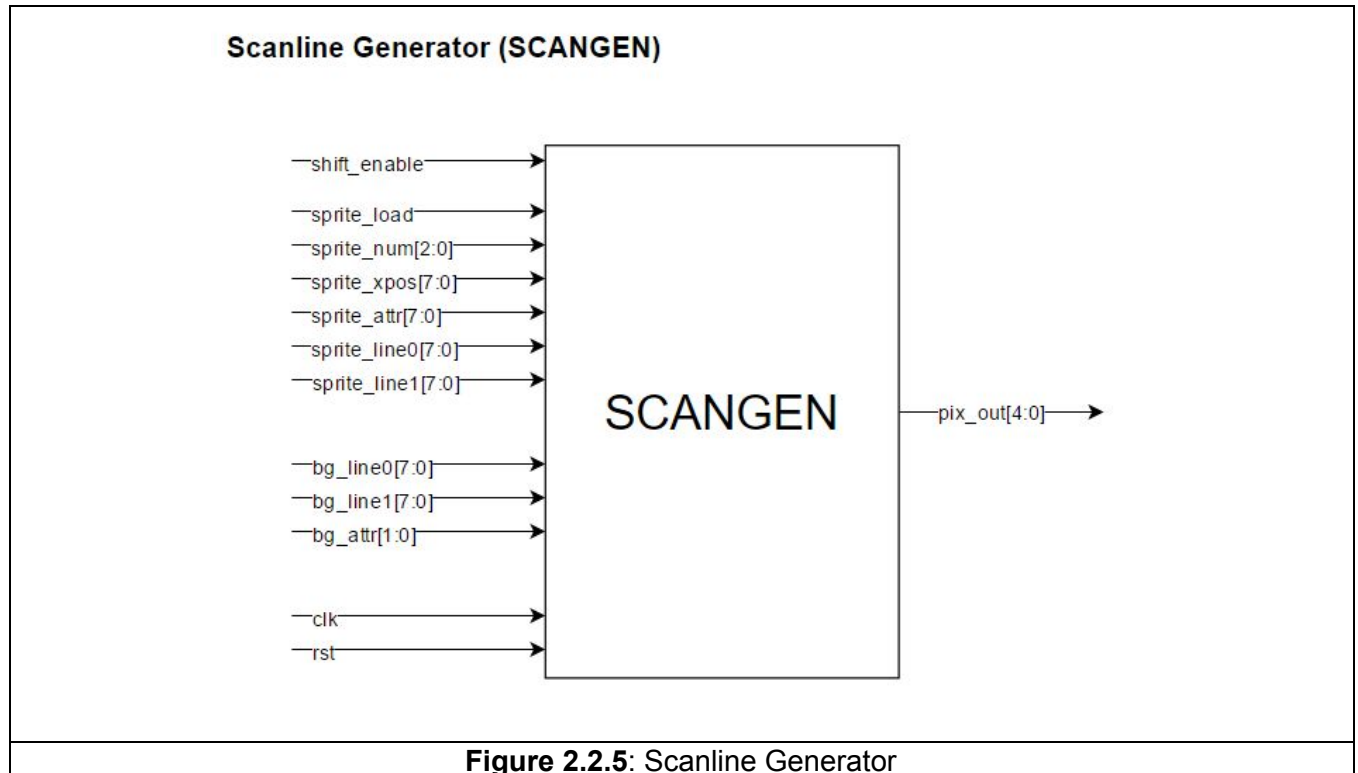 Scanline Generator (SCANGEN)
shift_enable
sprite_load
sprite_num[2:0]
sprite_xpos[7:0]
sprite_attr[7:0]
sprite_line0[7:0]
sprite_line1[7:0]
SCANGEN
pix_out[4:0]
bg_line0[7:0]
bg_line1[7:0]
bg_attr[1:0]
clk
rst
Figure 2.2.5: Scanline Generator